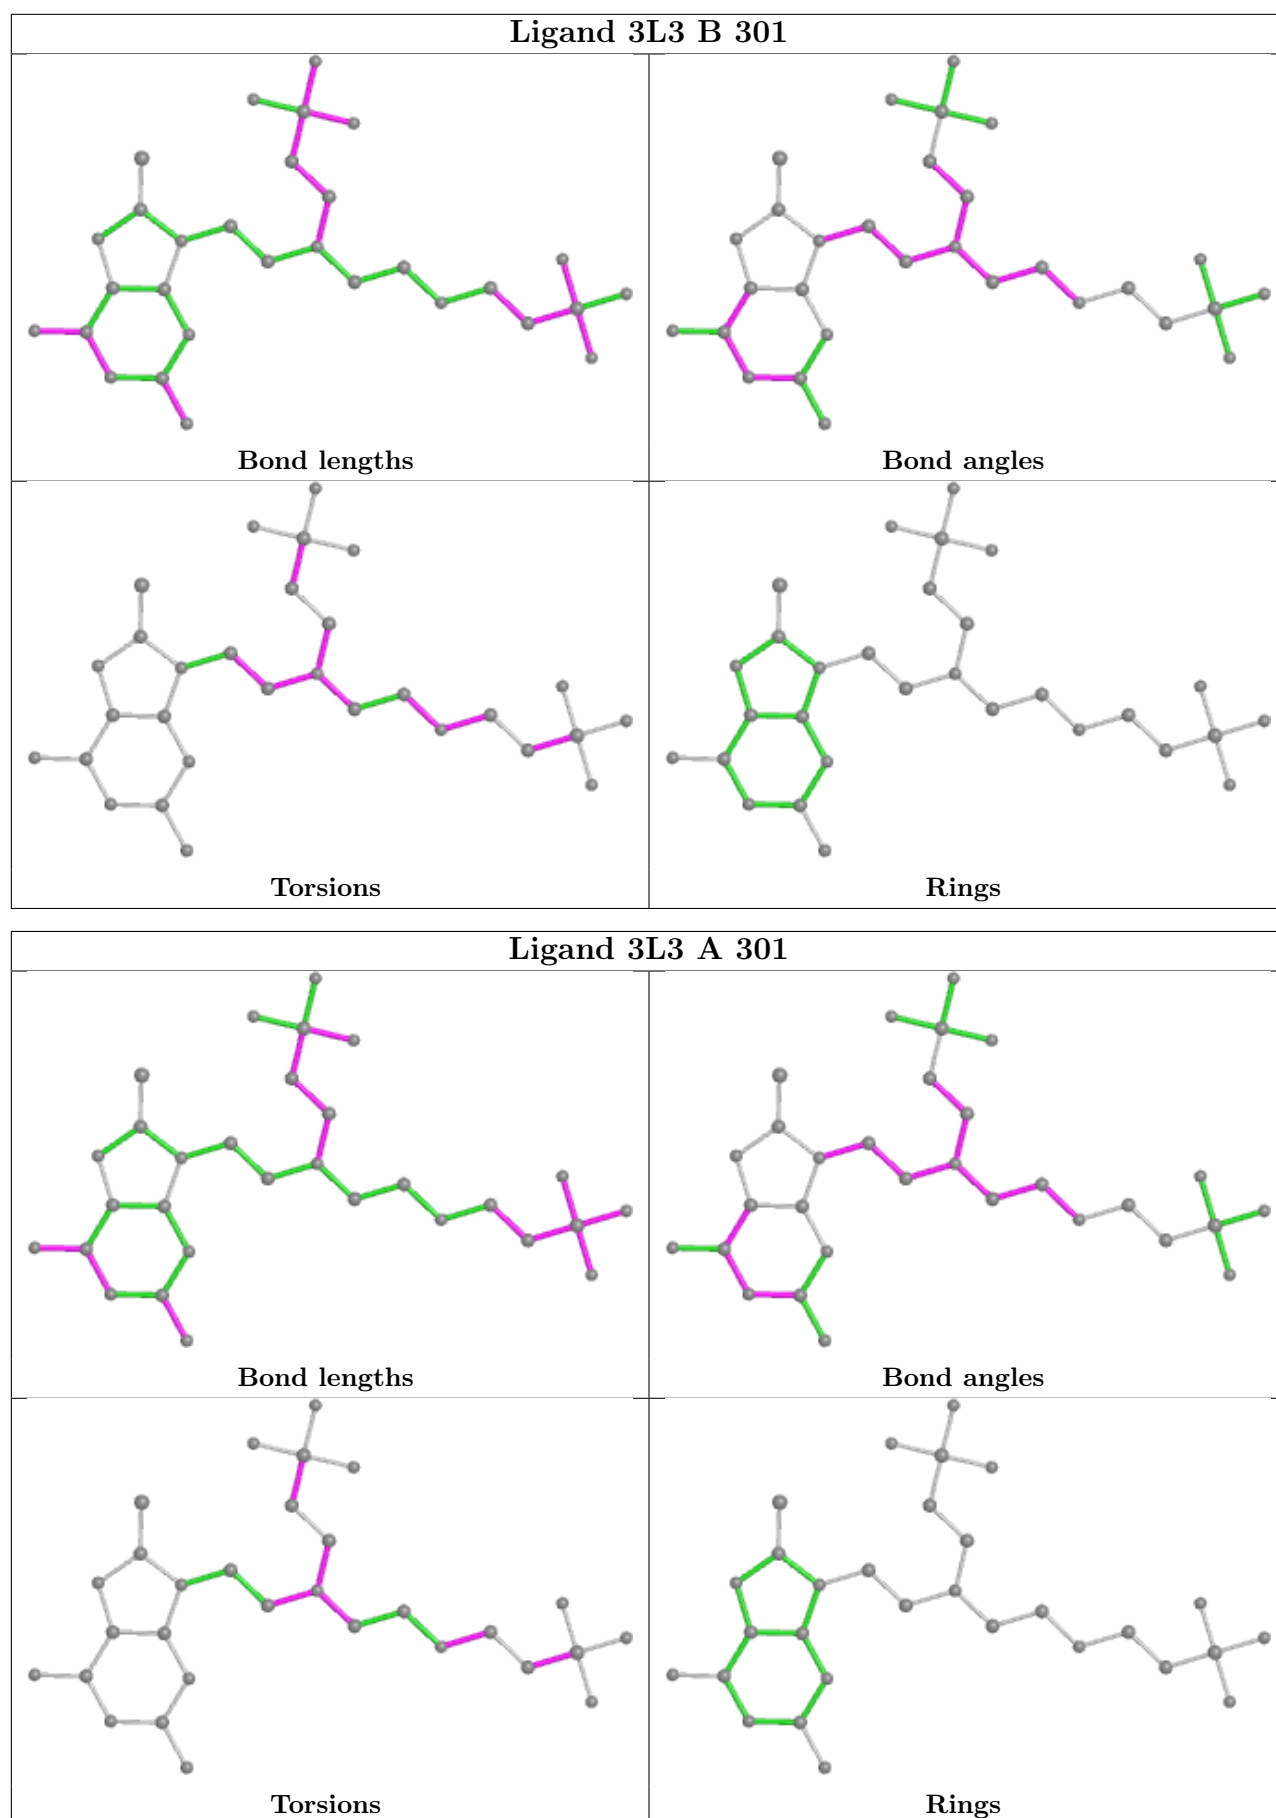 Ligand 3L3 B 301
Bond lengths
Bond angles
Torsions
Rings
Ligand 3L3 A 301
Bond lengths
Bond angles
Torsions
Rings